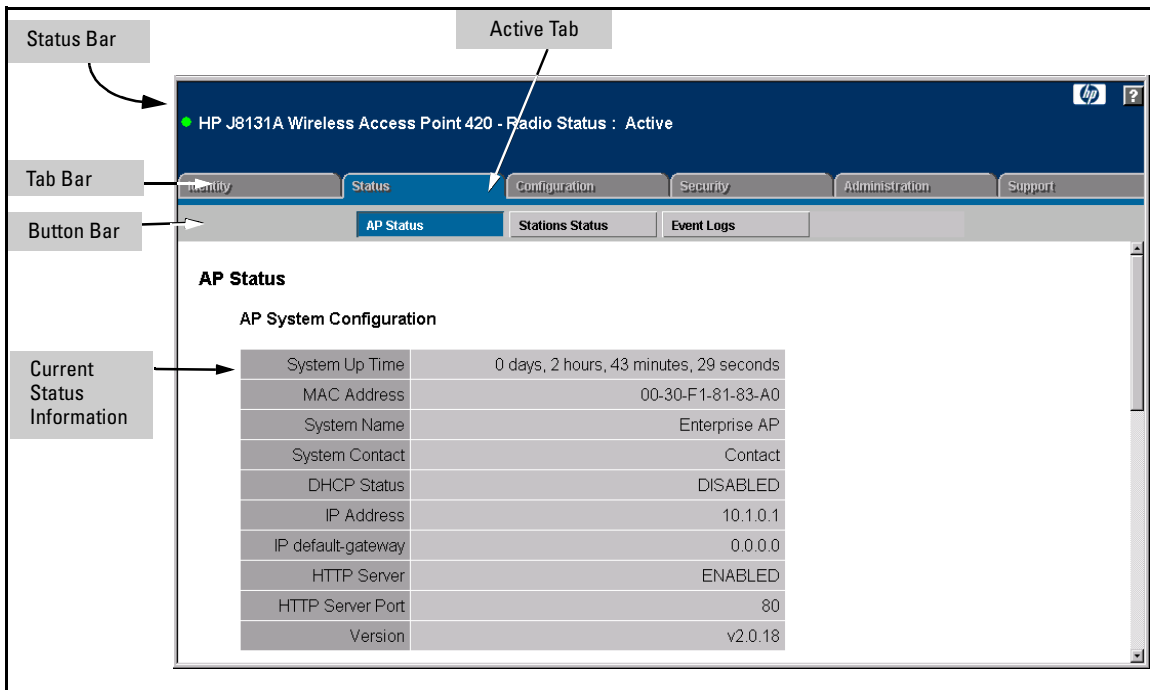 Status Bar
Active Tab
hp
?
HP J8131A Wireless Access Point 420 - Radio Status : Active
Tab Bar
Identity
Status
Configuration
Security
Administration
Support
Button Bar
AP Status
Stations Status
Event Logs
AP Status
AP System Configuration
Current
Status
Information
System Up Time 0 days, 2 hours, 43 minutes, 29 seconds
MAC Address 00-30-F1-81-83-A0
System Name Enterprise AP
System Contact Contact
DHCP Status DISABLED
IP Address 10.1.0.1
IP default-gateway 0.0.0.0
HTTP Server ENABLED
HTTP Server Port 80
Version v2.0.18